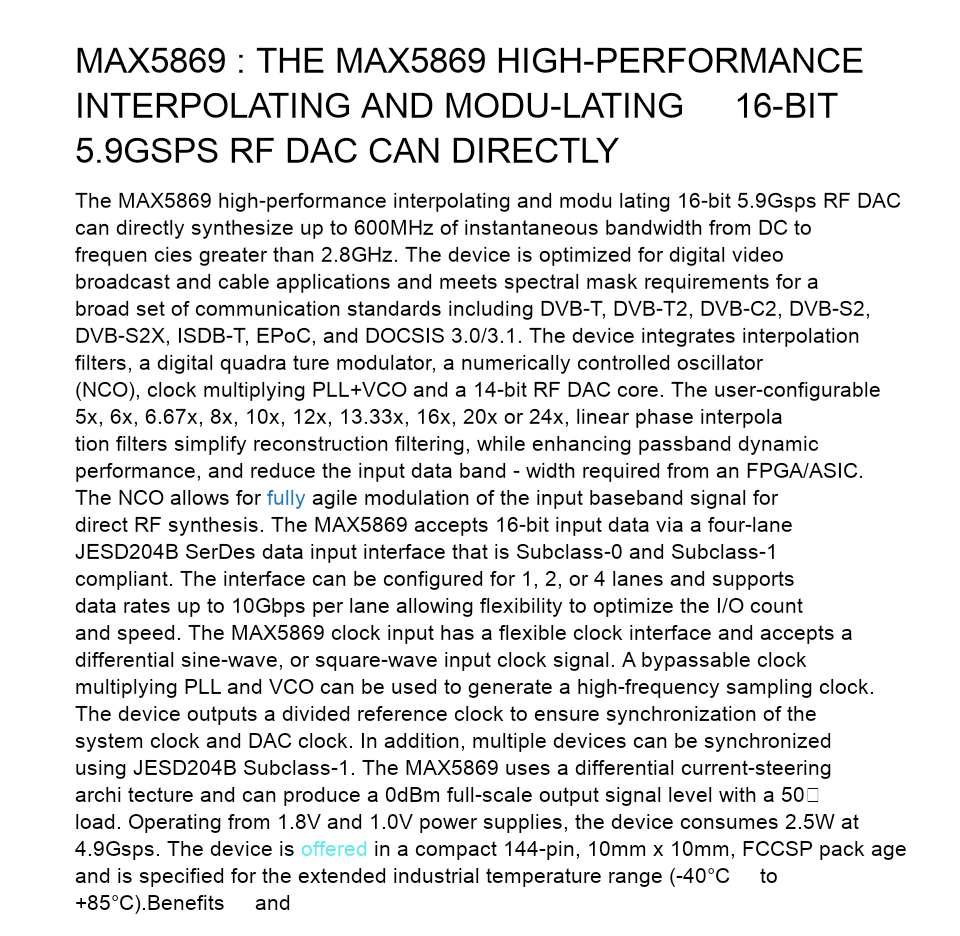 MAX5869 : THE MAX5869 HIGH-PERFORMANCE
INTERPOLATING AND MODU-LATING 16-BIT
5.9GSPS RF DAC CAN DIRECTLY
The MAX5869 high-performance interpolating and modu lating 16-bit 5.9Gsps RF DAC
can directly synthesize up to 600MHz of instantaneous bandwidth from DC to
frequen cies greater than 2.8GHz. The device is optimized for digital video
broadcast and cable applications and meets spectral mask requirements for a
broad set of communication standards including DVB-T, DVB-T2, DVB-C2, DVB-S2,
DVB-S2X, ISDB-T, EPoC, and DOCSIS 3.0/3.1. The device integrates interpolation
filters, a digital quadra ture modulator, a numerically controlled oscillator
(NCO), clock multiplying PLL+VCO and a 14-bit RF DAC core. The user-configurable
5x, 6x, 6.67x, 8x, 10x, 12x, 13.33x, 16x, 20x or 24x, linear phase interpola
tion filters simplify reconstruction filtering, while enhancing passband dynamic
performance, and reduce the input data band - width required from an FPGA/ASIC.
The NCO allows for fully agile modulation of the input baseband signal for
direct RF synthesis. The MAX5869 accepts 16-bit input data via a four-lane
JESD204B SerDes data input interface that is Subclass-0 and Subclass-1
compliant. The interface can be configured for 1, 2, or 4 lanes and supports
data rates up to 10Gbps per lane allowing flexibility to optimize the I/O count
and speed. The MAX5869 clock input has a flexible clock interface and accepts a
differential sine-wave, or square-wave input clock signal. A bypassable clock
multiplying PLL and VCO can be used to generate a high-frequency sampling clock.
The device outputs a divided reference clock to ensure synchronization of the
system clock and DAC clock. In addition, multiple devices can be synchronized
using JESD204B Subclass-1. The MAX5869 uses a differential current-steering
archi tecture and can produce a 0dBm full-scale output signal level with a 50□
load. Operating from 1.8V and 1.0V power supplies, the device consumes 2.5W at
4.9Gsps. The device is offered in a compact 144-pin, 10mm x 10mm, FCCSP pack age
and is specified for the extended industrial temperature range (-40°C to
+85°C).Benefits and